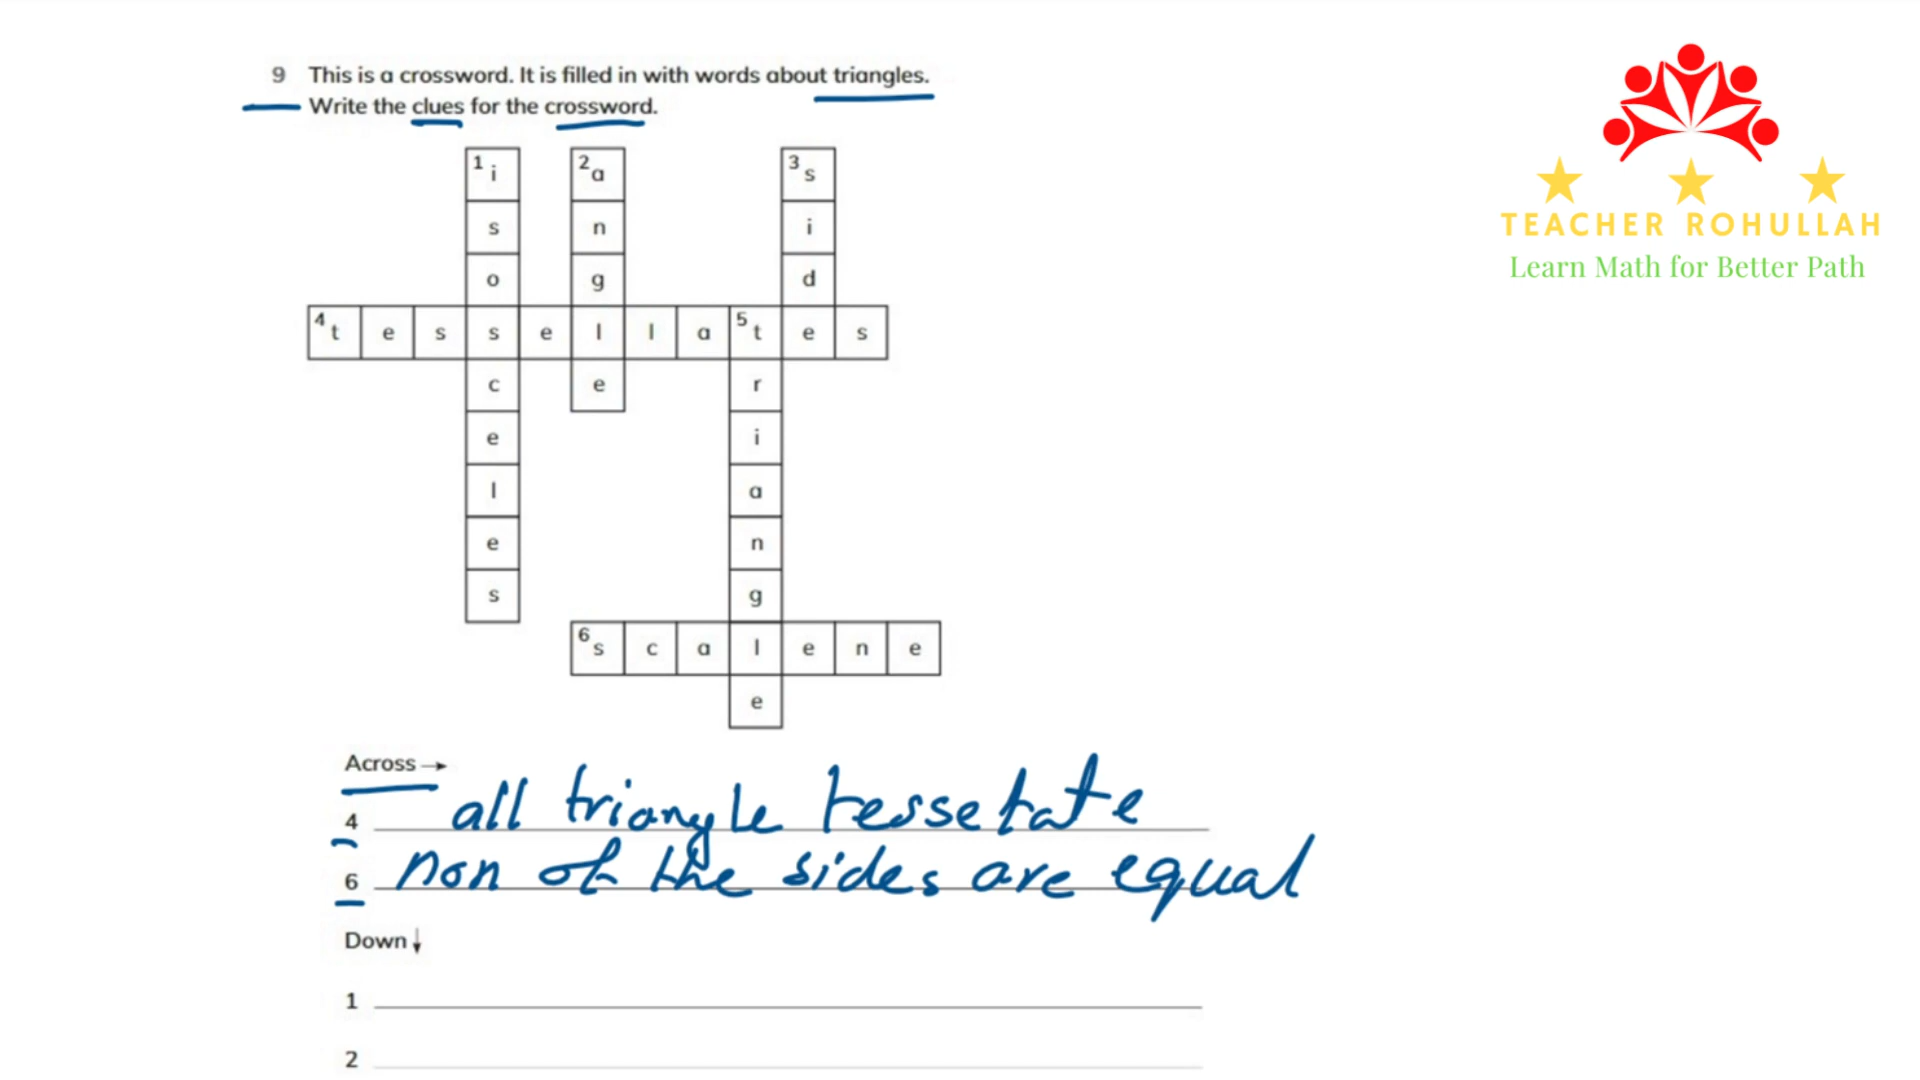 9 This is a crossword. It is filled in with words about triangles.
Write the clues for the crossword.
TEACHER ROHULLAH
Learn Math for Better Path
1 i 2 a 3 s
s n i
o g d
4 t e s s e l l a 5 t e s
c e r
e i
l a
e n
s g
6 s c a l e n e
e
Across →
4 all triangle tessetate
6 non of the sides are equal
Down ↓
1
2